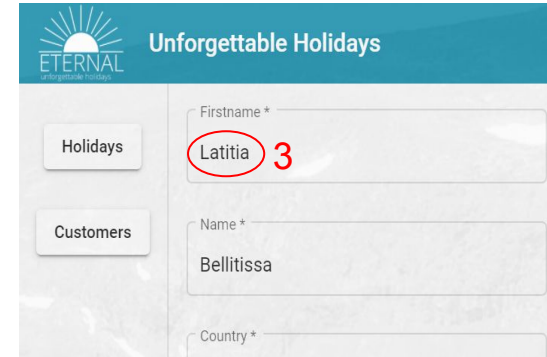 ETERNAL
unforgettable holidays
Unforgettable Holidays
Holidays
Customers
Firstname *
Latitia
3
Name *
Bellitissa
Country *